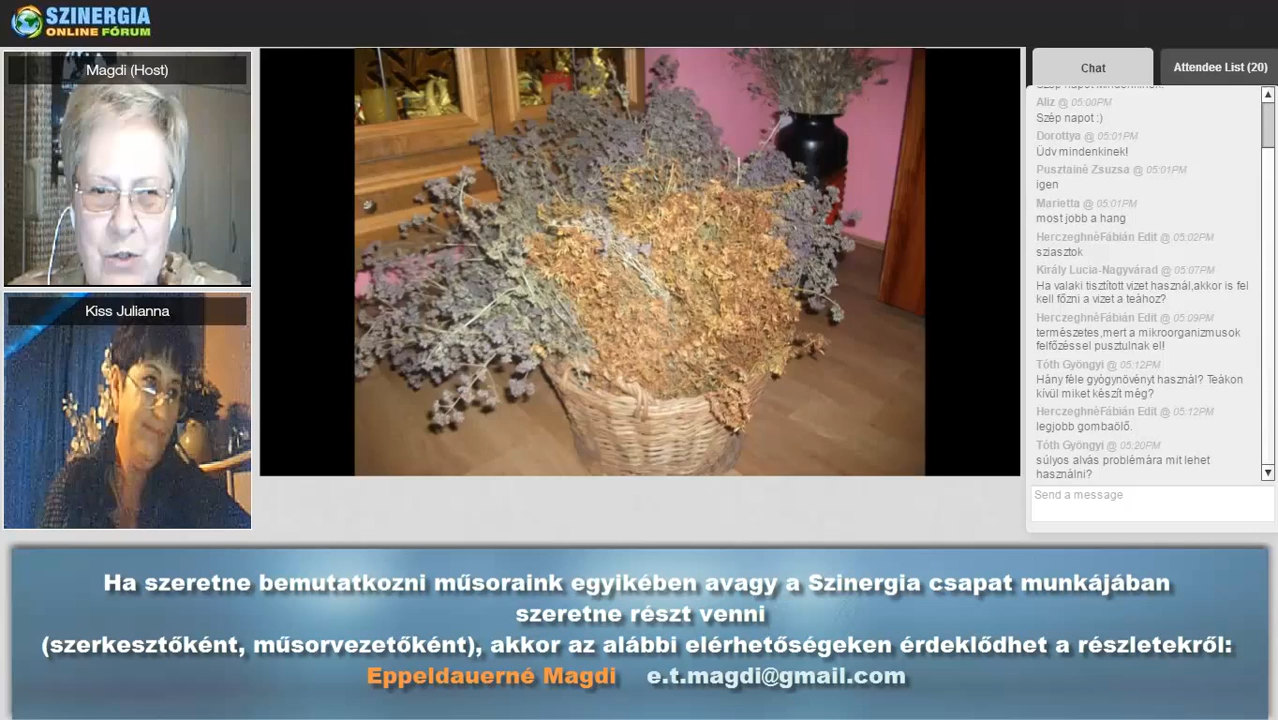 SZINERGIA
ONLINE FÓRUM
Magdi (Host)
Kiss Julianna
Chat
Attendee List (20)
Szép napot mindenkinek!
Aliz @ 05:00PM
Szép napot :)
Dorottya @ 05:01PM
Üdv mindenkinek!
Pusztainé Zsuzsa @ 05:01PM
igen
Marietta @ 05:01PM
most jobb a hang
HerczeghnéFábián Edit @ 05:02PM
sziasztok
Király Lucia-Nagyvárad @ 05:07PM
Ha valaki tisztított vizet használ,akkor is fel
kell főzni a vizet a teához?
HerczeghnéFábián Edit @ 05:09PM
természetes,mert a mikroorganizmusok
felfőzéssel pusztulnak el!
Tóth Gyöngyi @ 05:12PM
Hány féle gyógynövényt használ? Teákon
kívül miket készít még?
HerczeghnéFábián Edit @ 05:12PM
legjobb gombaölő.
Tóth Gyöngyi @ 05:20PM
súlyos alvás problémára mit lehet
használni?
Send a message
Ha szeretne bemutatkozni műsoraink egyikében avagy a Szinergia csapat munkájában
szeretne részt venni
(szerkesztőként, műsorvezetőként), akkor az alábbi elérhetőségeken érdeklődhet a részletekről:
Eppeldauerné Magdi e.t.magdi@gmail.com